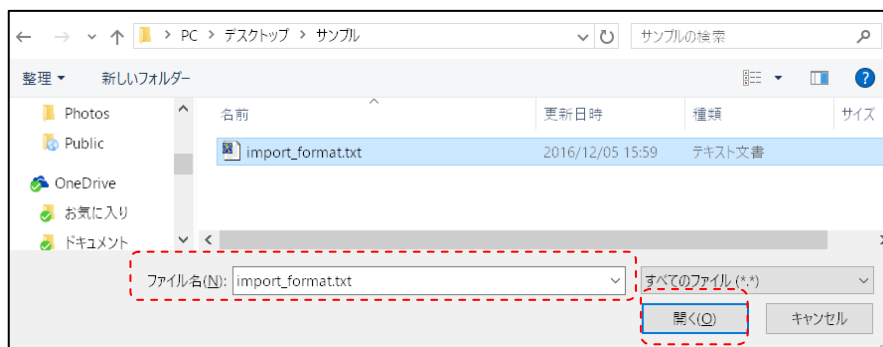 PC > デスクトップ > サンプル
サンプルの検索
整理 新しいフォルダー
名前 更新日時 種類 サイズ
Photos
Public
OneDrive
お気に入り
ドキュメント
import_format.txt 2016/12/05 15:59 テキスト文書
ファイル名(N): import_format.txt すべてのファイル (*.*)
開く(O) キャンセル